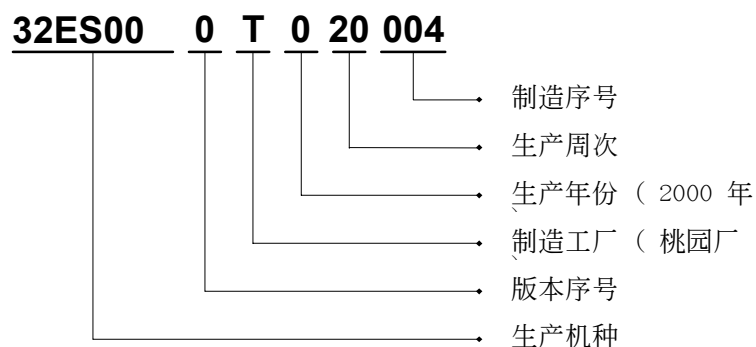 32ES00 0 T 0 20 004
制造序号
生产周次
生产年份（ 2000 年
、
制造工厂（ 桃园厂
、
版本序号
生产机种